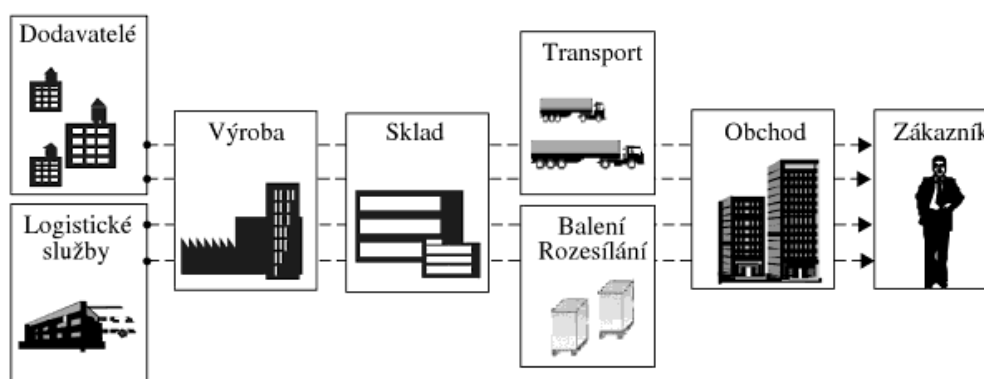 Dodavatelé
Logistické
služby
Výroba
Sklad
Transport
Balení
Rozesílání
Obchod
Zákazník